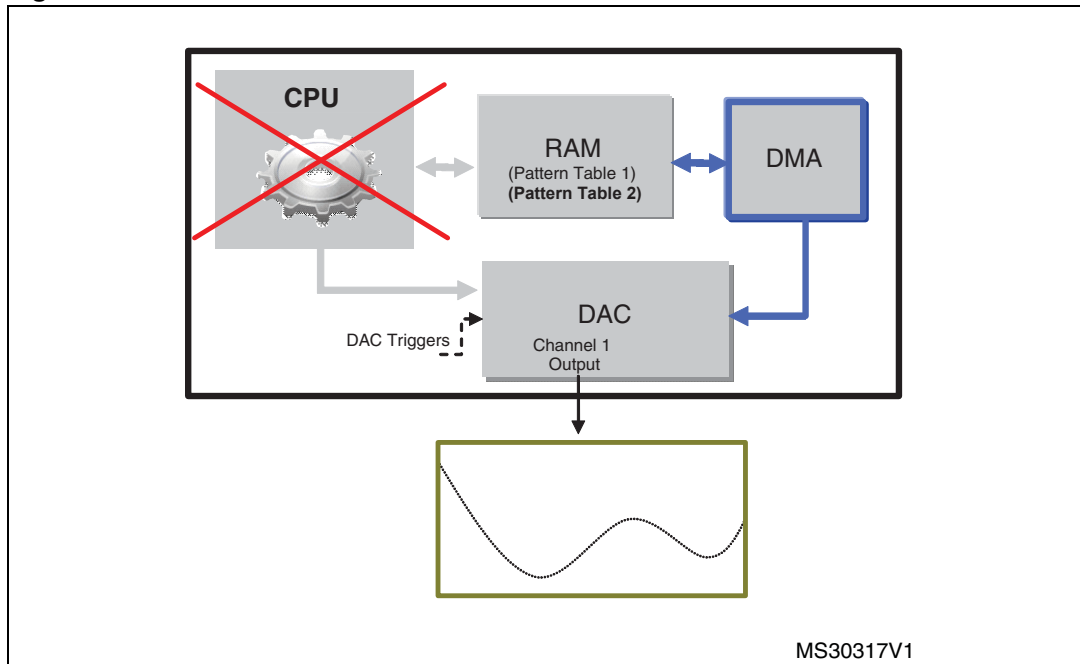 CPU
RAM
(Pattern Table 1)
(Pattern Table 2)
DMA
DAC
DAC Triggers
Channel 1
Output
MS30317V1